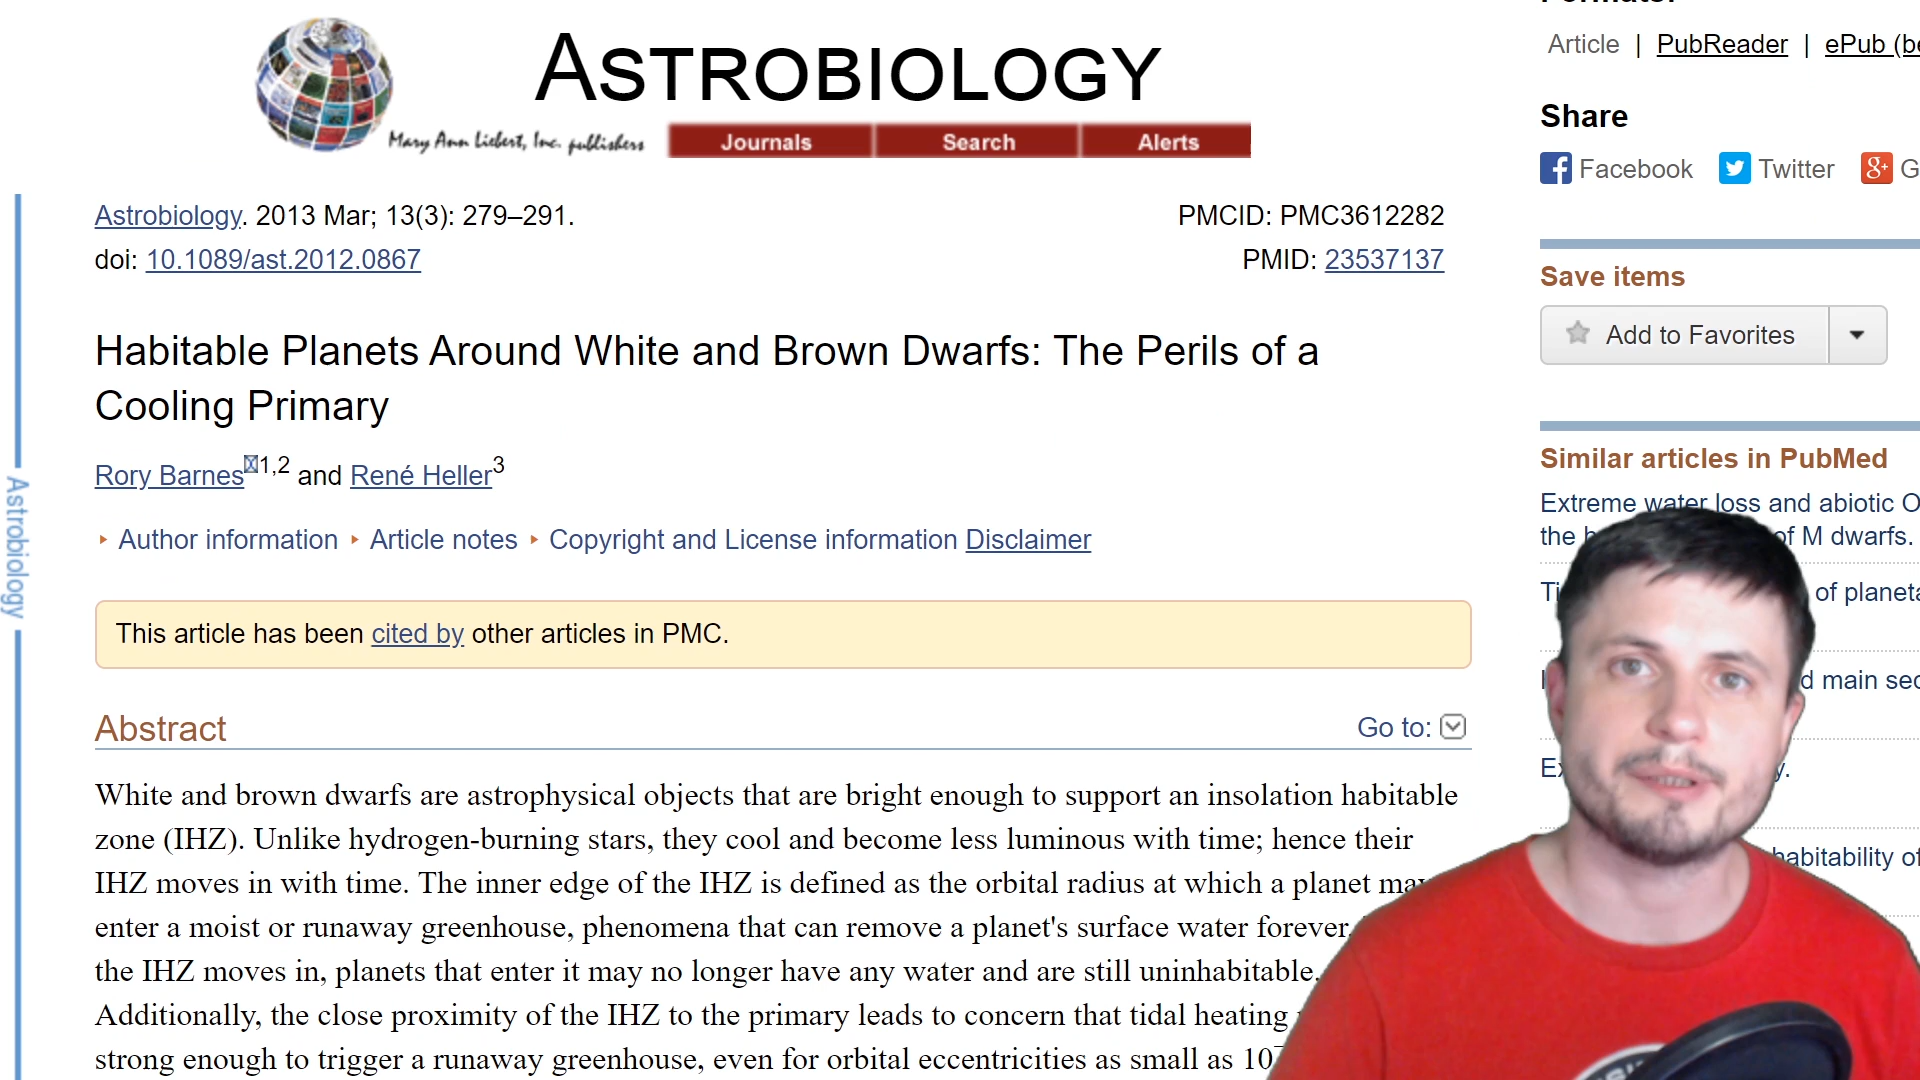 ASTROBIOLOGY
Mary Ann Liebert, Inc. publishers
Journals Search Alerts
Article | PubReader | ePub
Share
Facebook Twitter
Astrobiology. 2013 Mar; 13(3): 279–291.
PMCID: PMC3612282
doi: 10.1089/ast.2012.0867
PMID: 23537137
Save items
Add to Favorites
Habitable Planets Around White and Brown Dwarfs: The Perils of a
Cooling Primary
Rory Barnes 1,2 and René Heller 3
Author information Article notes Copyright and License information Disclaimer
This article has been cited by other articles in PMC.
Abstract
Go to:
White and brown dwarfs are astrophysical objects that are bright enough to support an insolation habitable
zone (IHZ). Unlike hydrogen-burning stars, they cool and become less luminous with time; hence their
IHZ moves in with time. The inner edge of the IHZ is defined as the orbital radius at which a planet may
enter a moist or runaway greenhouse, phenomena that can remove a planet's surface water forever.
the IHZ moves in, planets that enter it may no longer have any water and are still uninhabitable.
Additionally, the close proximity of the IHZ to the primary leads to concern that tidal heating
strong enough to trigger a runaway greenhouse, even for orbital eccentricities as small as 10
Similar articles in PubMed
Extreme water loss and abiotic O
the of M dwarfs.
of
main
habitability of
Astrobiology